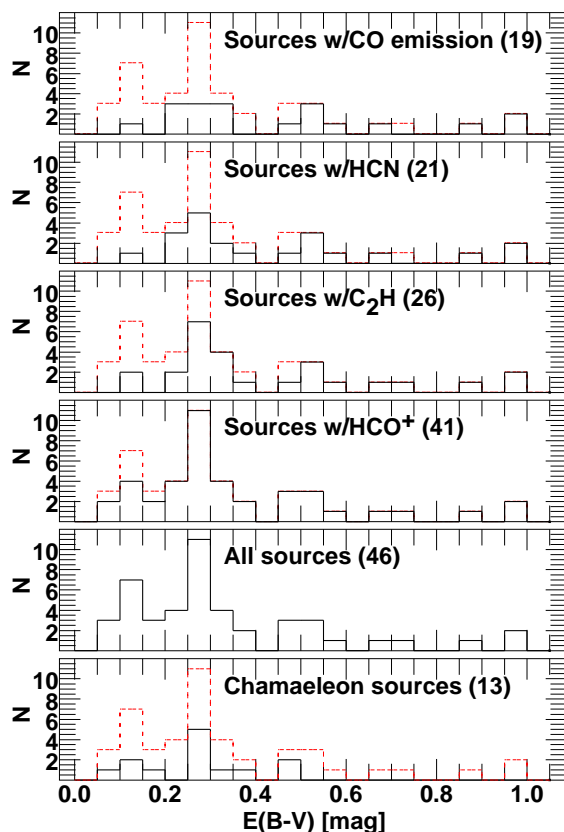 10
8
6
4
2
N
Sources w/CO emission (19)
10
8
6
4
2
N
Sources w/HCN (21)
10
8
6
4
2
N
Sources w/C2H (26)
10
8
6
4
2
N
Sources w/HCO+ (41)
10
8
6
4
2
N
All sources (46)
10
8
6
4
2
N
Chamaeleon sources (13)
0.0 0.2 0.4 0.6 0.8 1.0
E(B-V) [mag]